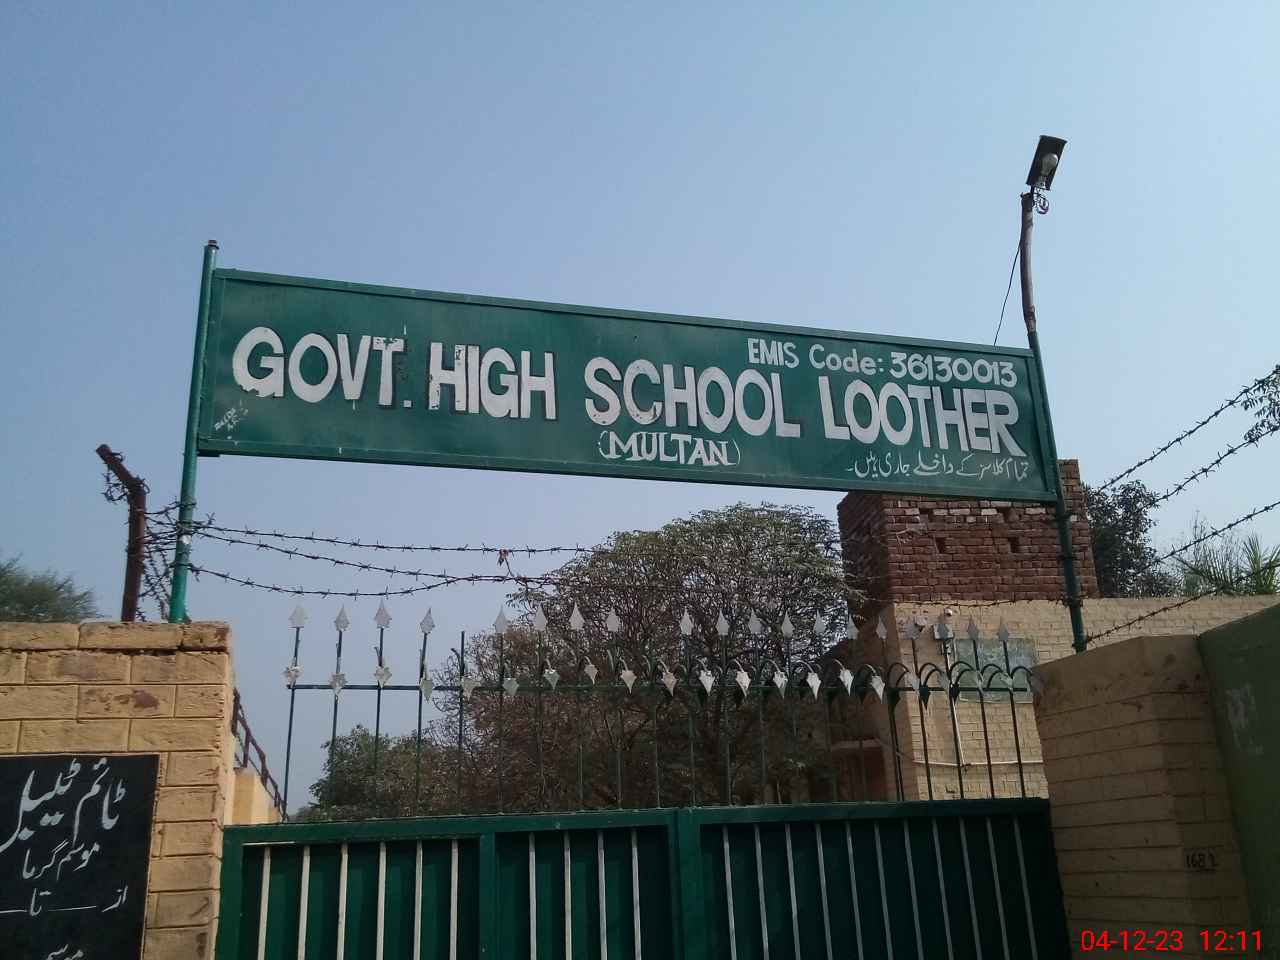 EMIS Code: 36130013
GOVT. HIGH SCHOOL LOOTHER
(MULTAN)
تمام کلاسز کے داخلے جاری ہیں۔
ٹائم ٹیبل
موسم گرما
از — تا —
1682
04-12-23 12:11